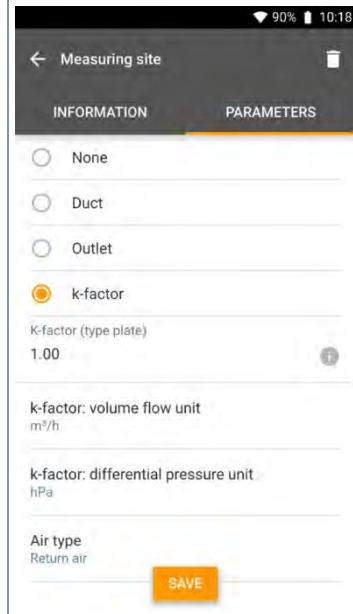 90% 10:18
Measuring site
INFORMATION PARAMETERS
None
Duct
Outlet
k-factor
K-factor (type plate)
1.00
k-factor: volume flow unit
m³/h
k-factor: differential pressure unit
hPa
Air type
Return air
SAVE